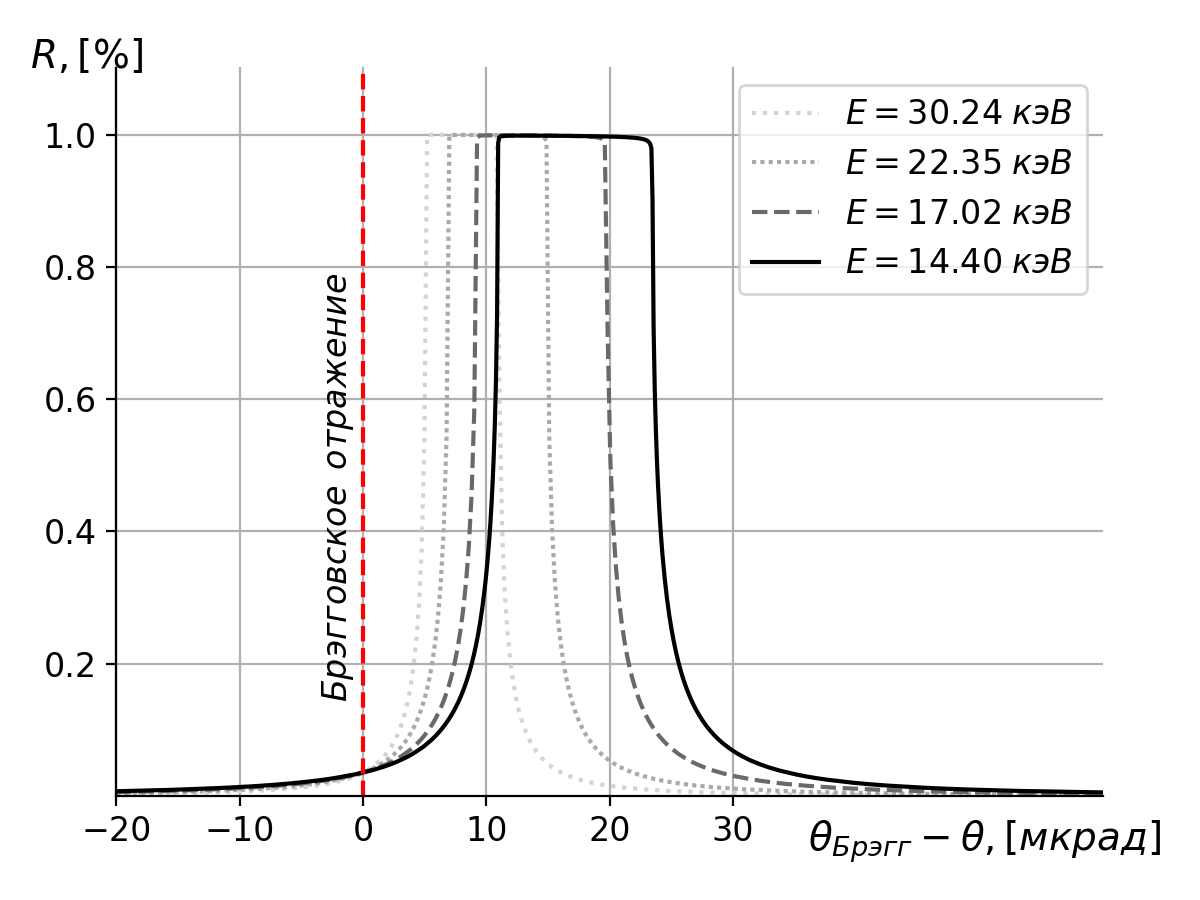 R, [%]
E = 30.24 кэВ
E = 22.35 кэВ
E = 17.02 кэВ
E = 14.40 кэВ
1.0
0.8
0.6
0.4
0.2
Брэгговское отражение
−20 −10 0 10 20 30
θБрэгг − θ, [мкрад]